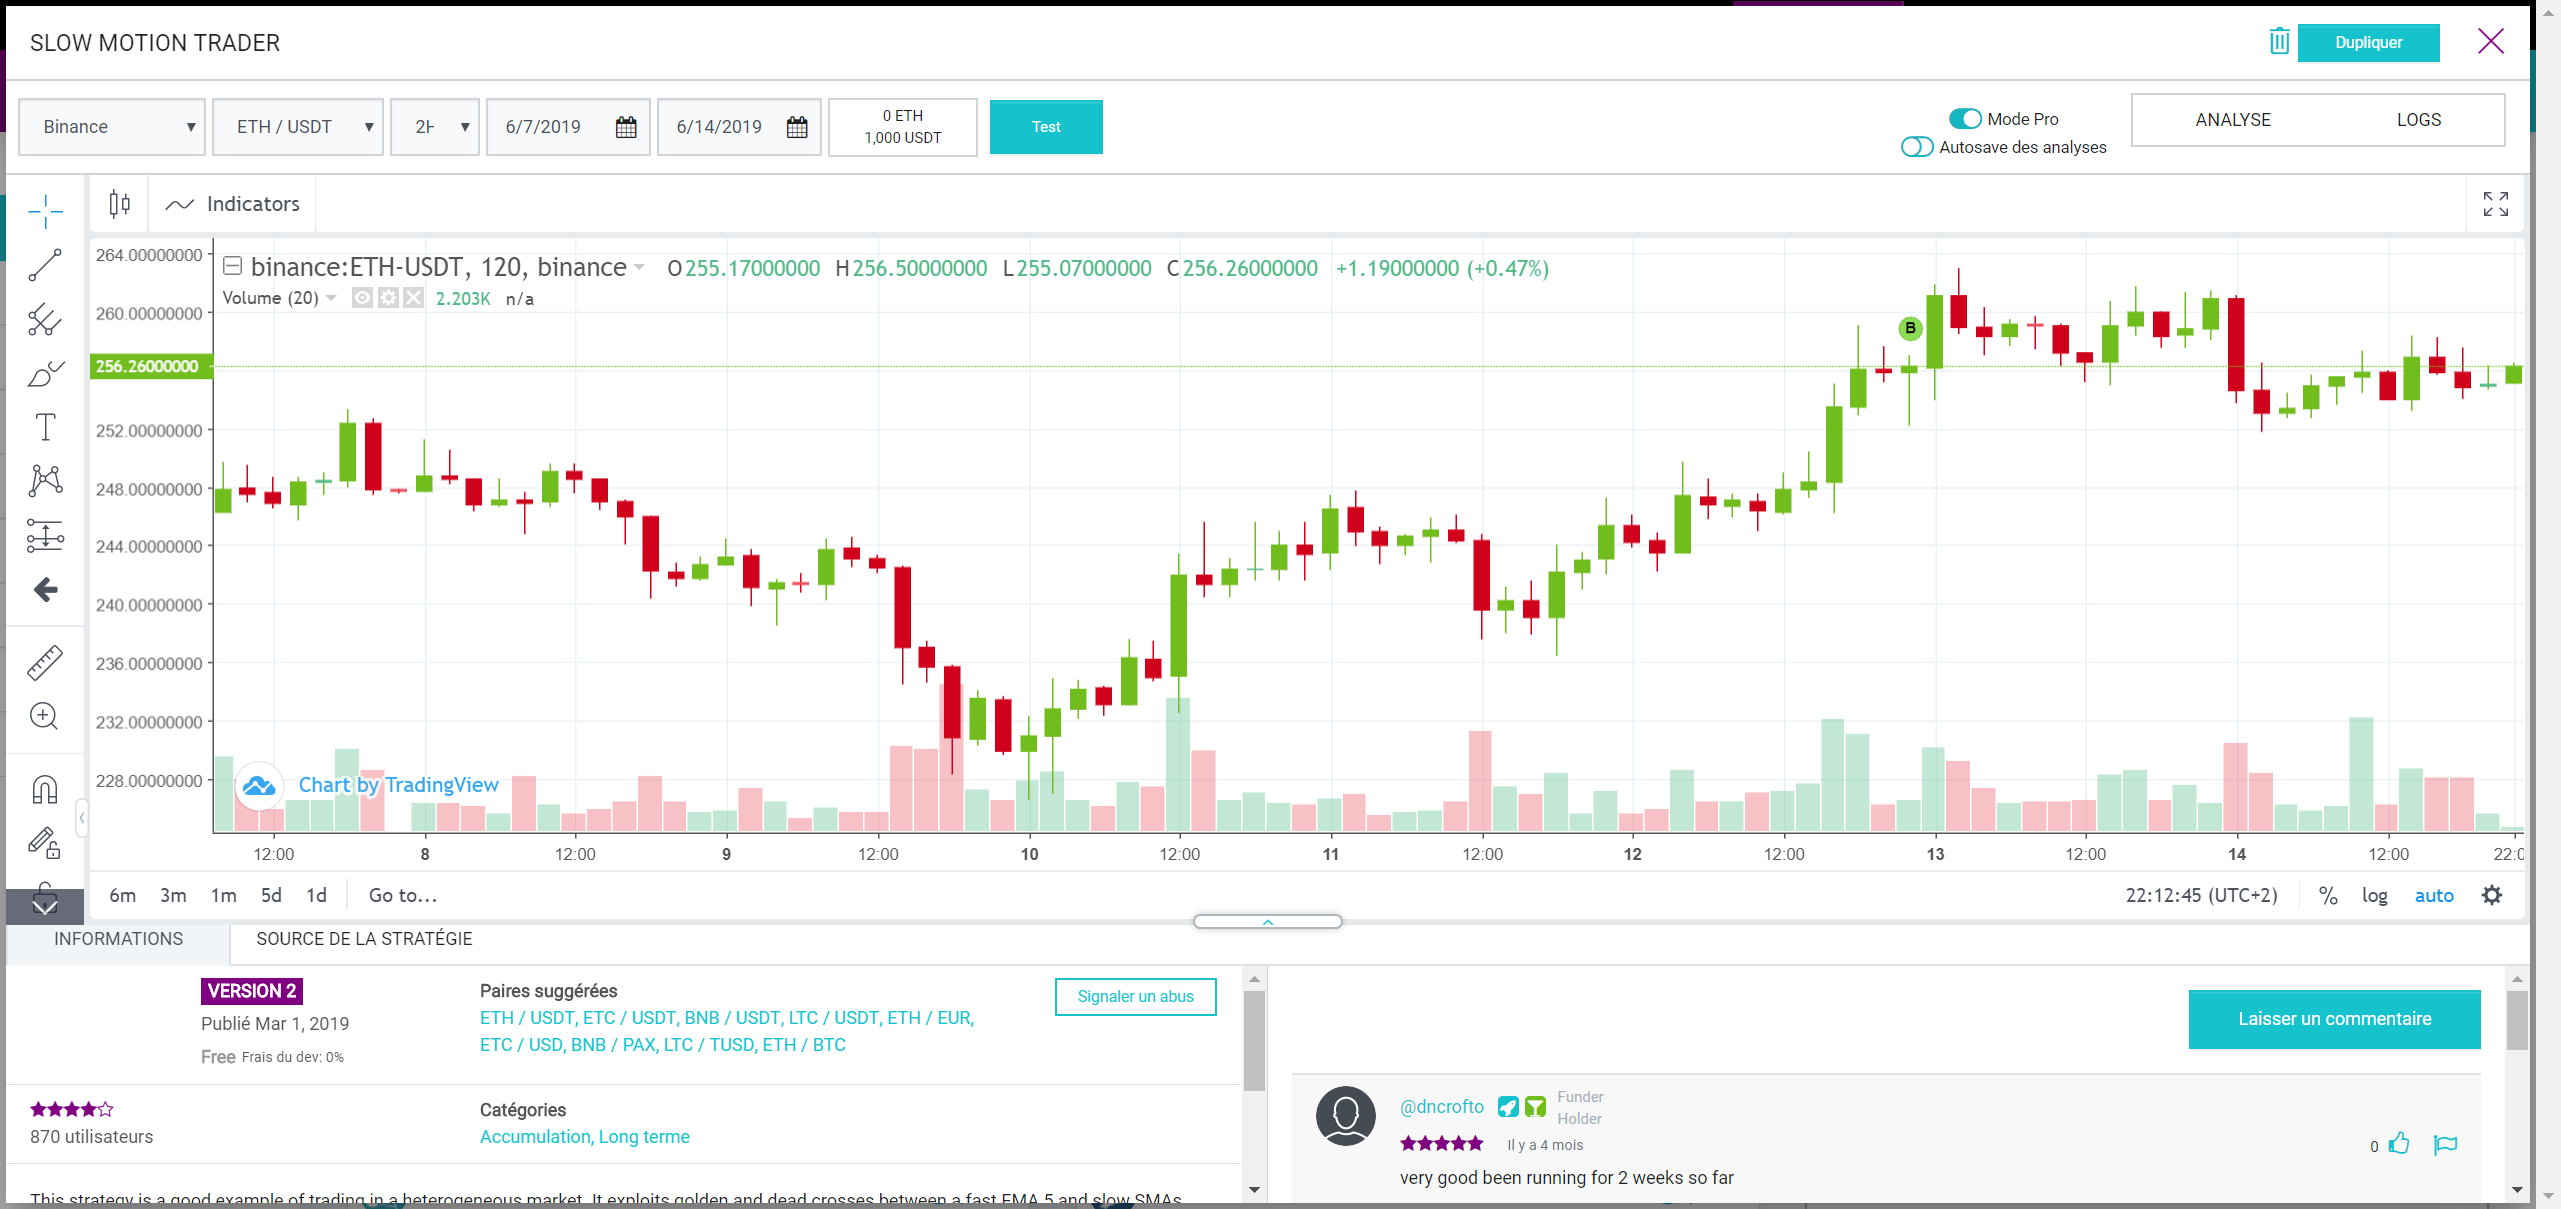 SLOW MOTION TRADER
Dupliquer
Binance
ETH / USDT
6/7/2019
6/14/2019
0 ETH
1,000 USDT
Test
Mode Pro
Autosave des analyses
ANALYSE
LOGS
Indicators
binance:ETH-USDT, 120, binance O255.17000000 H256.50000000 L255.07000000 C256.26000000 +1.19000000 (+0.47%)
Volume (20) 2.203K n/a
264.00000000
260.00000000
256.26000000
252.00000000
248.00000000
244.00000000
240.00000000
236.00000000
232.00000000
228.00000000
B
Chart by TradingView
12:00 8 12:00 9 12:00 10 12:00 11 12:00 12 12:00 13 12:00 14 12:00
6m 3m 1m 5d 1d Go to...
22:12:45 (UTC+2) % log auto
INFORMATIONS
SOURCE DE LA STRATÉGIE
VERSION 2
Publié Mar 1, 2019
Free Frais du dev: 0%
Paires suggérées
ETH / USDT, ETC / USDT, BNB / USDT, LTC / USDT, ETH / EUR,
ETC / USD, BNB / PAX, LTC / TUSD, ETH / BTC
Signaler un abus
870 utilisateurs
Catégories
Accumulation, Long terme
This strategy is a good example of trading in a heterogeneous market. It exploits golden and dead crosses between a fast EMA 5 and slow SMAs
Laisser un commentaire
@dncrofto
Funder
Holder
Il y a 4 mois
0
very good been running for 2 weeks so far